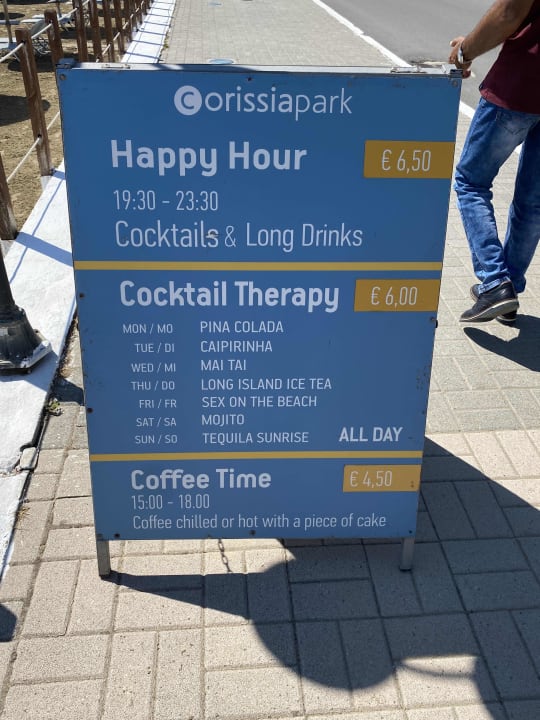 Corissiapark
Happy Hour € 6,50
19:30 - 23:30
Cocktails & Long Drinks
Cocktail Therapy € 6,00
MON / MO PINA COLADA
TUE / DI CAIPIRINHA
WED / MI MAI TAI
THU / DO LONG ISLAND ICE TEA
FRI / FR SEX ON THE BEACH
SAT / SA MOJITO
SUN / SO TEQUILA SUNRISE ALL DAY
Coffee Time € 4,50
15:00 - 18.00
Coffee chilled or hot with a piece of cake